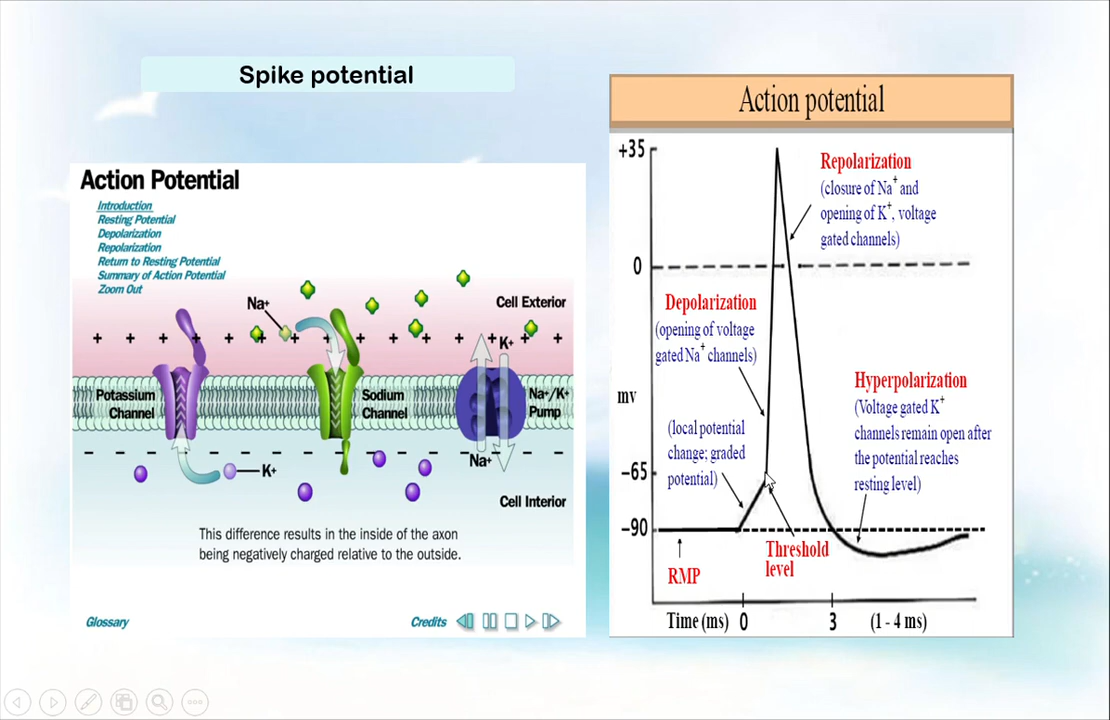 Spike potential
Action Potential
Introduction
Resting Potential
Depolarization
Repolarization
Return to Resting Potential
Summary of Action Potential
Zoom Out
Na+
Cell Exterior
K+
Potassium
Channel
Sodium
Channel
Na+/K+
Pump
K+
Na+
Cell Interior
This difference results in the inside of the axon
being negatively charged relative to the outside.
Glossary
Credits
Action potential
+35
0
mv
-65
-90
Repolarization
(closure of Na+ and
opening of K+, voltage
gated channels)
Depolarization
(opening of voltage
gated Na+ channels)
(local potential
change; graded
potential)
Hyperpolarization
(Voltage gated K+
channels remain open after
the potential reaches
resting level)
Threshold
level
RMP
Time (ms) 0 3 (1 - 4 ms)